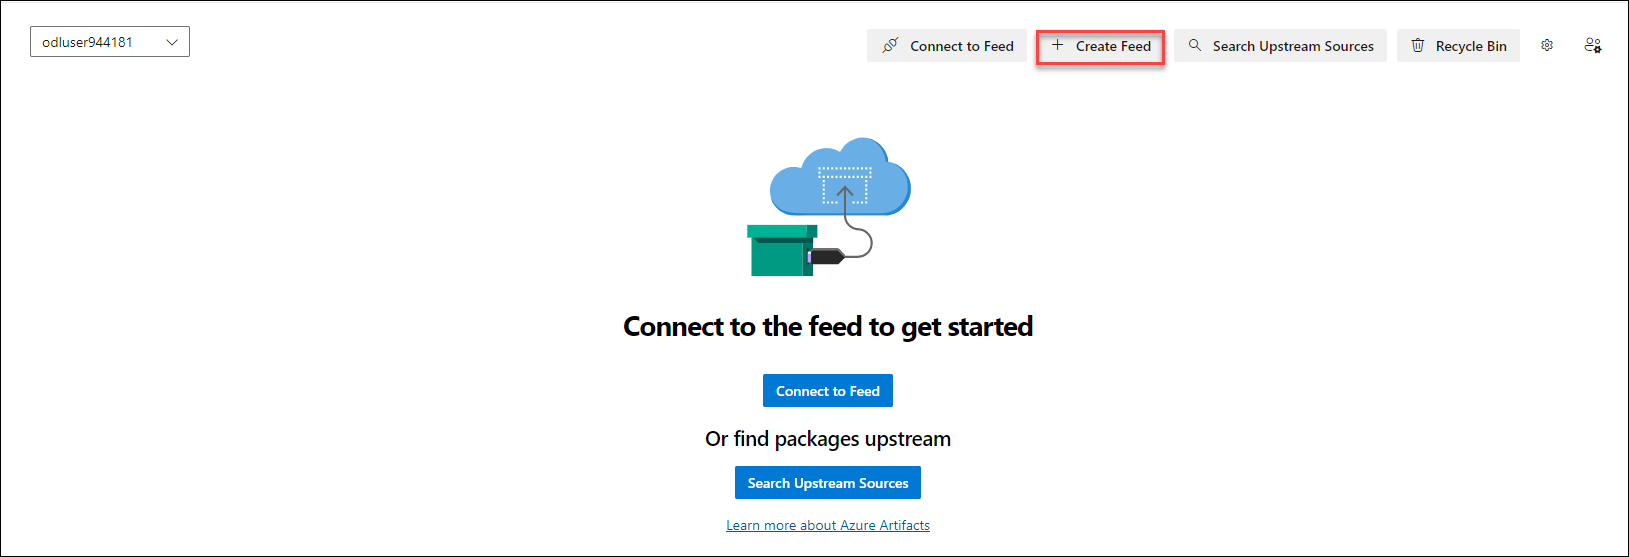 odluser944181
Connect to Feed
Create Feed
Search Upstream Sources
Recycle Bin
Connect to the feed to get started
Connect to Feed
Or find packages upstream
Search Upstream Sources
Learn more about Azure Artifacts